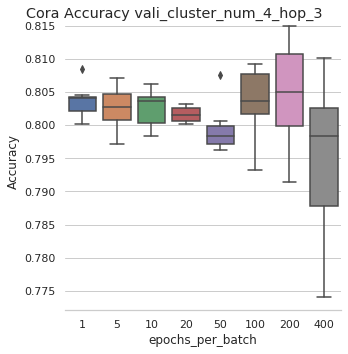 Cora Accuracy vali_cluster_num_4_hop_3
0.815
0.810
0.805
0.800
0.795
0.790
0.785
0.780
0.775
Accuracy
1 5 10 20 50 100 200 400
epochs_per_batch